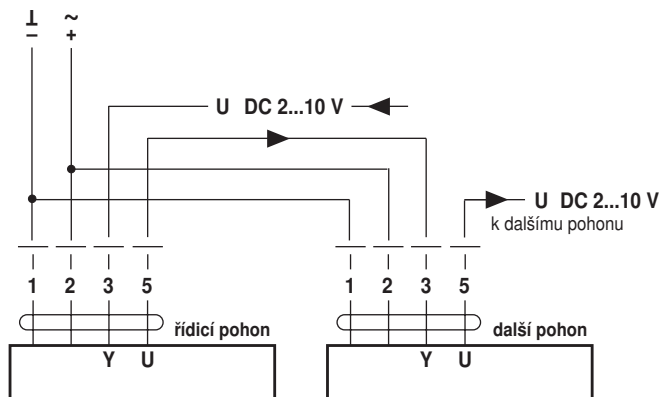 ⊥ ~
– +
U DC 2...10 V
U DC 2...10 V
k dalšímu pohonu
1 2 3 5
1 2 3 5
řídicí pohon
další pohon
Y U
Y U